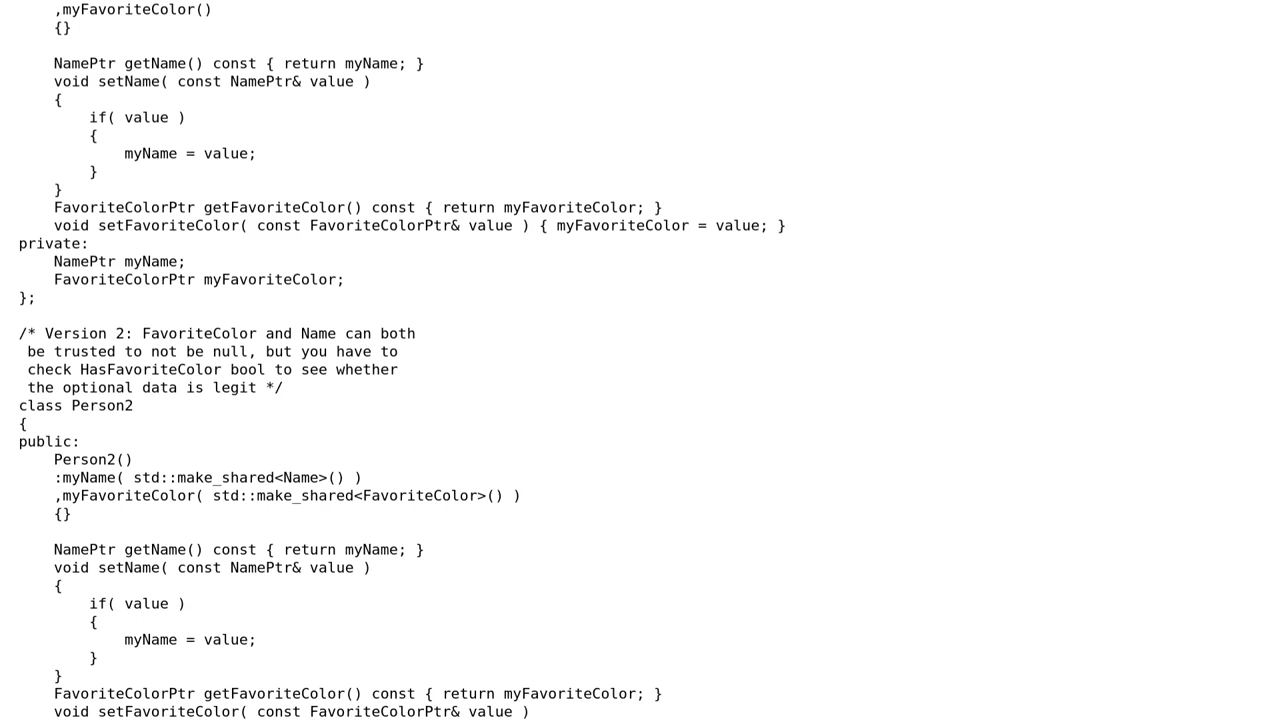 ,myFavoriteColor()
    {}

    NamePtr getName() const { return myName; }
    void setName( const NamePtr& value )
    {
        if( value )
        {
            myName = value;
        }
    }
    FavoriteColorPtr getFavoriteColor() const { return myFavoriteColor; }
    void setFavoriteColor( const FavoriteColorPtr& value ) { myFavoriteColor = value; }
private:
    NamePtr myName;
    FavoriteColorPtr myFavoriteColor;
};

/* Version 2: FavoriteColor and Name can both
 be trusted to not be null, but you have to
 check HasFavoriteColor bool to see whether
 the optional data is legit */
class Person2
{
public:
    Person2()
    :myName( std::make_shared<Name>() )
    ,myFavoriteColor( std::make_shared<FavoriteColor>() )
    {}

    NamePtr getName() const { return myName; }
    void setName( const NamePtr& value )
    {
        if( value )
        {
            myName = value;
        }
    }
    FavoriteColorPtr getFavoriteColor() const { return myFavoriteColor; }
    void setFavoriteColor( const FavoriteColorPtr& value )